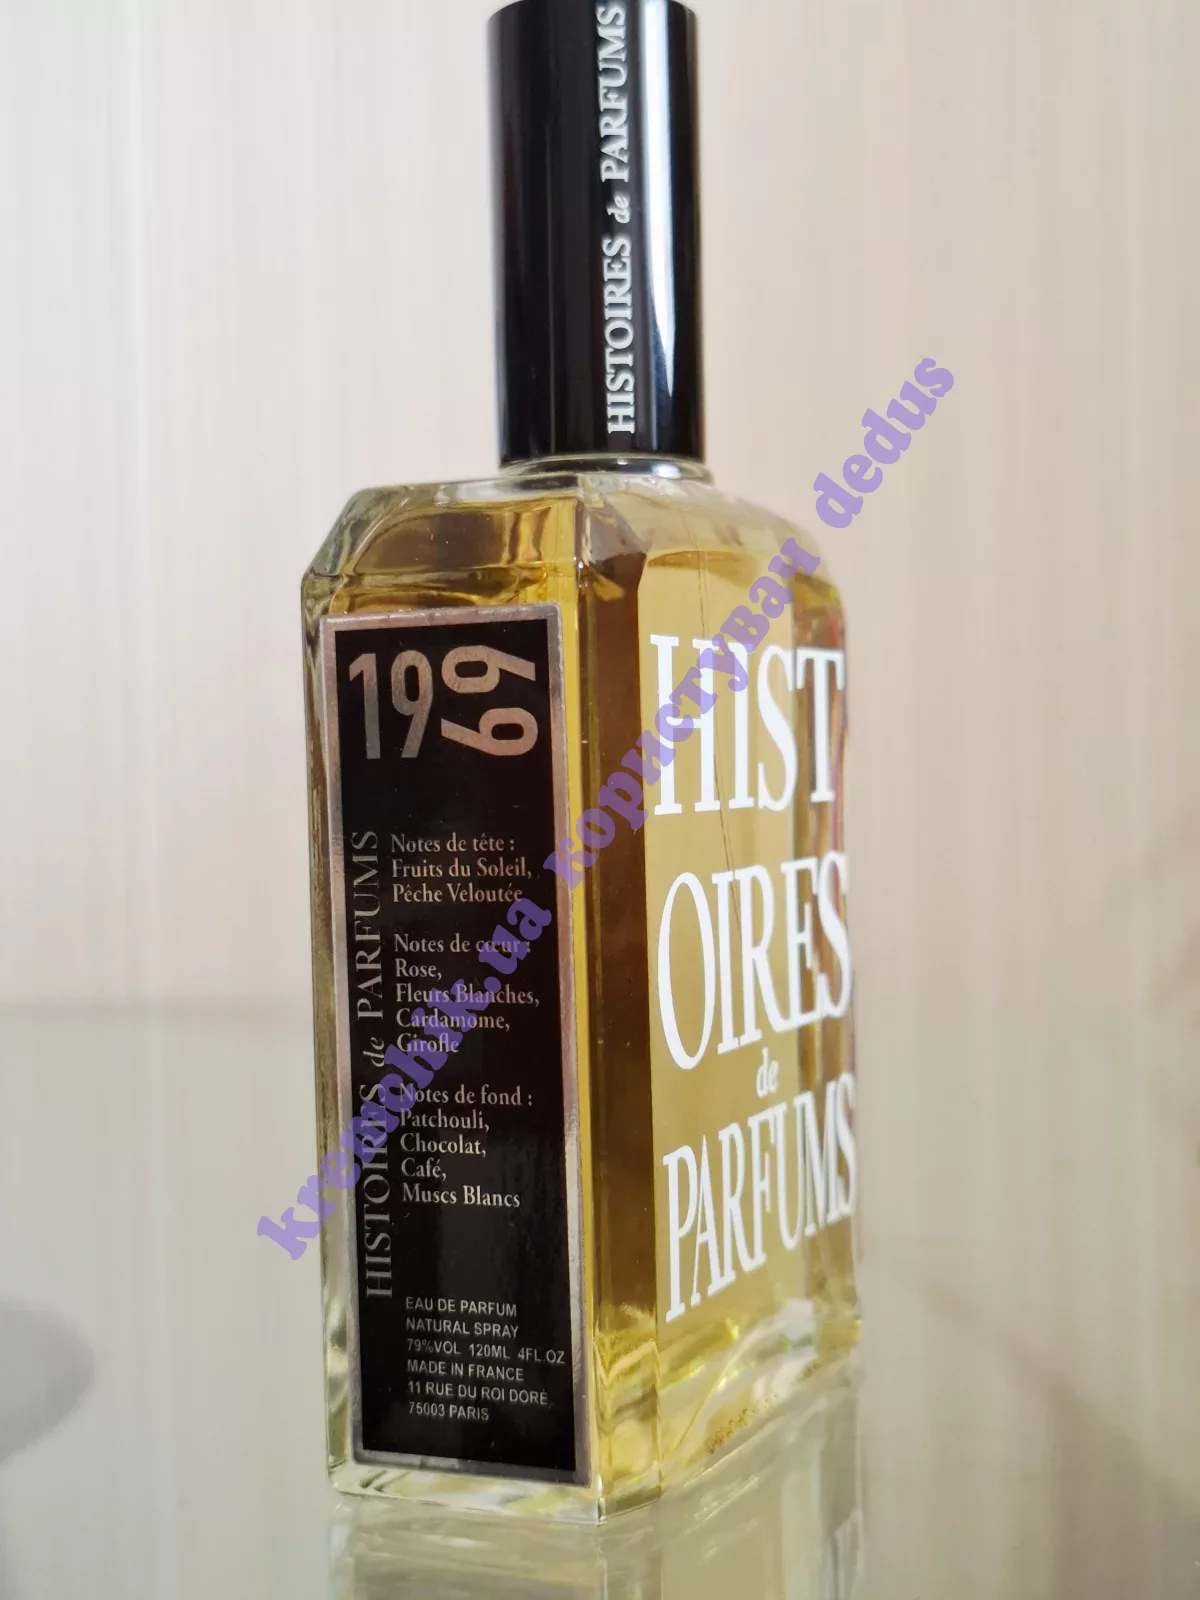 HISTOIRES de PARFUMS
1969
HISTOIRES de PARFUMS
Notes de tête :
Fruits du Soleil,
Pêche Veloutée
Notes de cœur :
Rose,
Fleurs Blanches,
Cardamome,
Girofle
Notes de fond :
Patchouli,
Chocolat,
Café,
Muscs Blancs
EAU DE PARFUM
NATURAL SPRAY
79%VOL 120ML 4FL.OZ
MADE IN FRANCE
11 RUE DU ROI DORÉ,
75003 PARIS
HIST
OIRES
de
PARFUMS
kremchik.ua користувач dedus